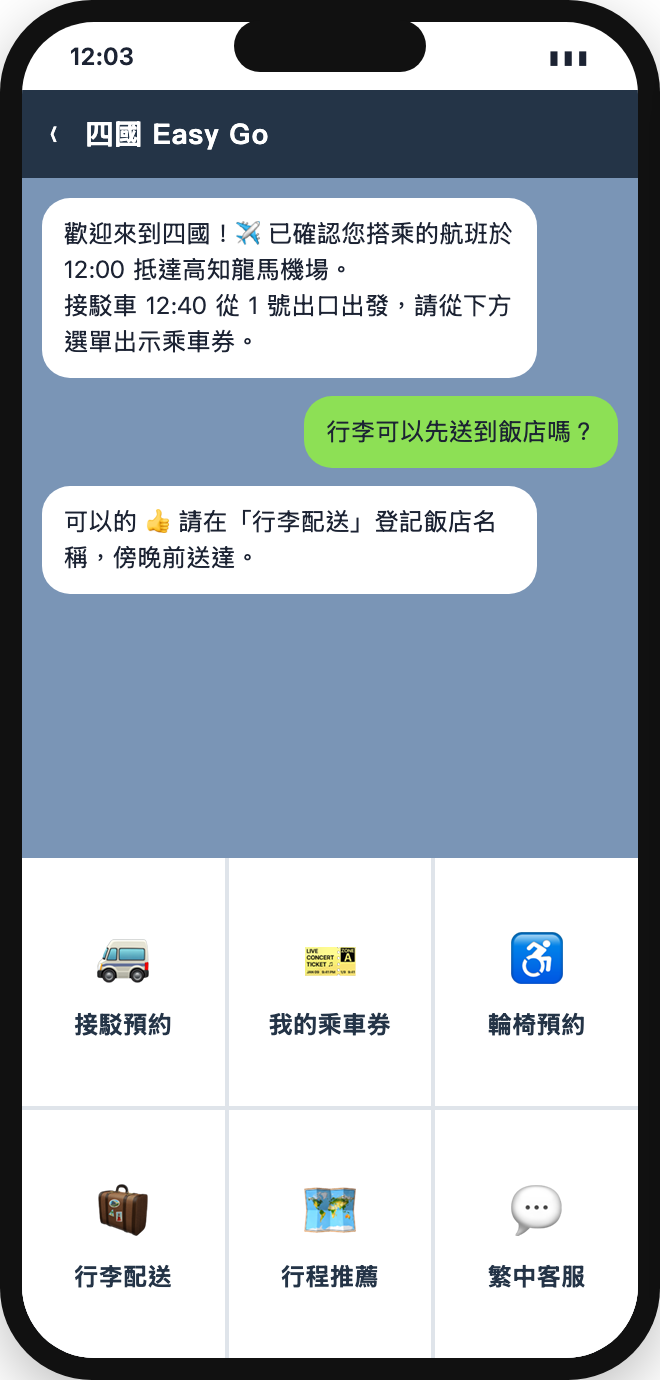 12:03
四國 Easy Go
歡迎來到四國！✈️ 已確認您搭乘的航班於
12:00 抵達高知龍馬機場。
接駁車 12:40 從 1 號出口出發，請從下方
選單出示乘車券。
行李可以先送到飯店嗎？
可以的 👍 請在「行李配送」登記飯店名
稱，傍晚前送達。
接駁預約
我的乘車券
輪椅預約
行李配送
行程推薦
繁中客服